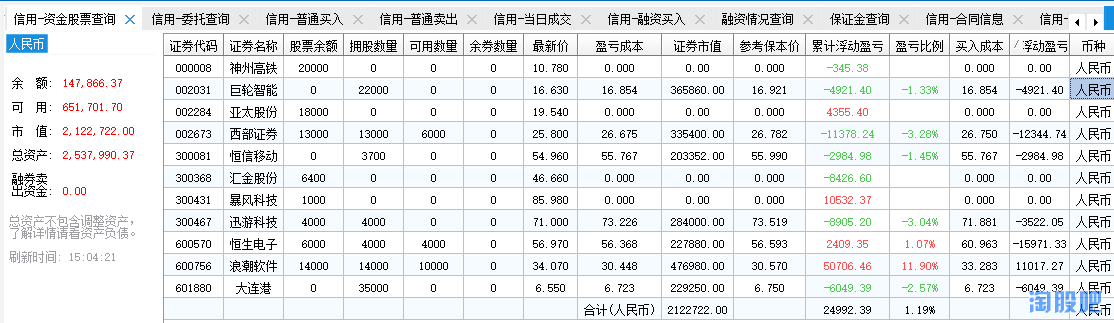 信用-资金股票查询 信用-委托查询 信用-普通买入 信用-普通卖出 信用-当日成交 信用-融资买入 融资情况查询 保证金查询 信用-合同信息 信用-
人民币
余 额: 147,866.37
可 用: 651,701.70
市 值: 2,122,722.00
总资产: 2,537,990.37
融券卖
出资金: 0.00
总资产不包含调整资产,
了解详情请看资产负债。
刷新时间: 15:04:21
证券代码 证券名称 股票余额 拥股数量 可用数量 余券数量 最新价 盈亏成本 证券市值 参考保本价 累计浮动盈亏 盈亏比例 买入成本 浮动盈亏 币种
000008 神州高铁 20000 0 0 0 10.780 0.000 0.00 0.000 -345.38 0.000 0.00 人民币
002031 巨轮智能 0 22000 0 0 16.630 16.854 365860.00 16.921 -4921.40 -1.33% 16.854 -4921.40 人民币
002284 亚太股份 18000 0 0 0 19.540 0.000 0.00 0.000 4355.40 0.000 0.00 人民币
002673 西部证券 13000 13000 6000 0 25.800 26.675 335400.00 26.782 -11378.24 -3.28% 26.750 -12344.74 人民币
300081 恒信移动 0 3700 0 0 54.960 55.767 203352.00 55.990 -2984.98 -1.45% 55.767 -2984.98 人民币
300368 汇金股份 6400 0 0 0 46.660 0.000 0.00 0.000 -8426.60 0.000 0.00 人民币
300431 暴风科技 1000 0 0 0 85.980 0.000 0.00 0.000 10532.37 0.000 0.00 人民币
300467 迅游科技 4000 4000 0 0 71.000 73.226 284000.00 73.519 -8905.20 -3.04% 71.881 -3522.05 人民币
600570 恒生电子 6000 4000 4000 0 56.970 56.368 227880.00 56.593 2409.35 1.07% 60.963 -15971.33 人民币
600756 浪潮软件 14000 14000 10000 0 34.070 30.448 476980.00 30.570 50706.46 11.90% 33.283 11017.27 人民币
601880 大连港 0 35000 0 0 6.550 6.723 229250.00 6.750 -6049.39 -2.57% 6.723 -6049.39 人民币
合计(人民币) 2122722.00 24992.39 1.19% 人民币
淘股吧